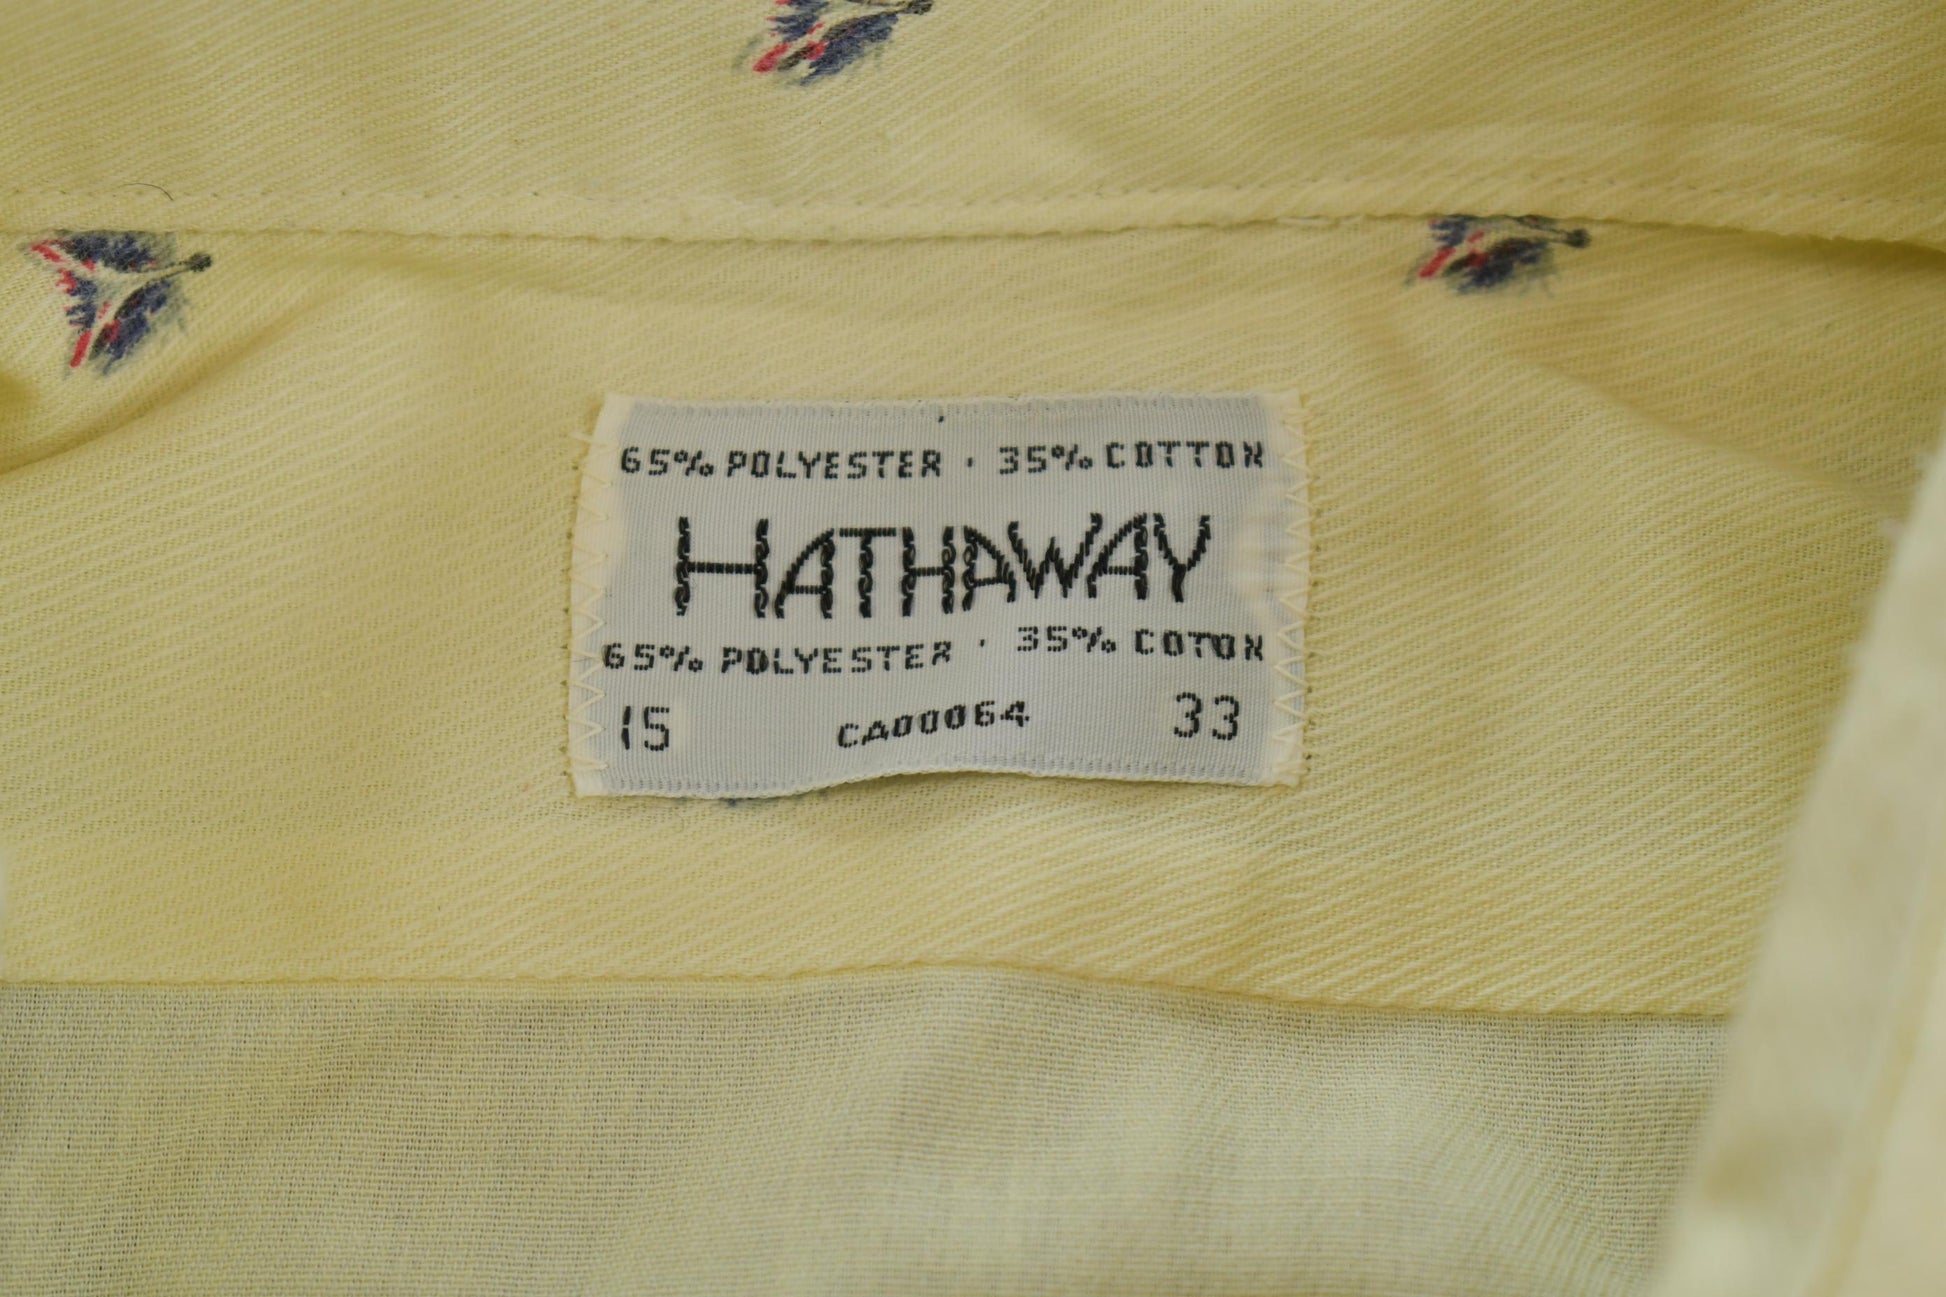 65% POLYESTER · 35% COTTON
HATHAWAY
65% POLYESTER · 35% COTON
15 CA00064 33